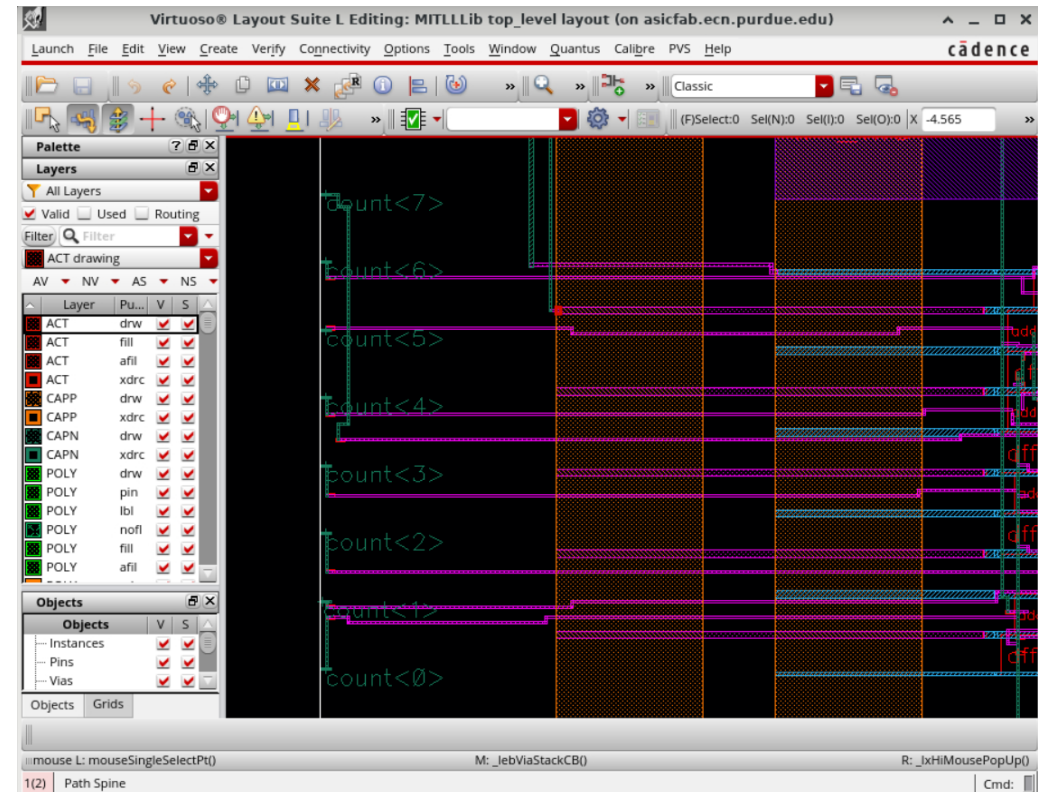 Virtuoso® Layout Suite L Editing: MITLLLib top_level layout (on asicfab.ecn.purdue.edu)
Launch File Edit View Create Verify Connectivity Options Tools Window Quantus Calibre PVS Help
cādence
» » » Classic
» (F)Select:0 Sel(N):0 Sel(I):0 Sel(O):0 X -4.565 »
Palette
Layers
All Layers
Valid Used Routing
Filter Filter
ACT drawing
AV NV AS NS
Layer Pu... V S
ACT drw
ACT fill
ACT afil
ACT xdrc
CAPP drw
CAPP xdrc
CAPN drw
CAPN xdrc
POLY drw
POLY pin
POLY lbl
POLY nofl
POLY fill
POLY afil
Objects
Objects V S
Instances
Pins
Vias
Objects Grids
count<7>
count<6>
count<5>
count<4>
count<3>
count<2>
count<1>
count<0>
mouse L: mouseSingleSelectPt() M: _lebViaStackCB() R: _lxHiMousePopUp()
1(2) Path Spine Cmd: